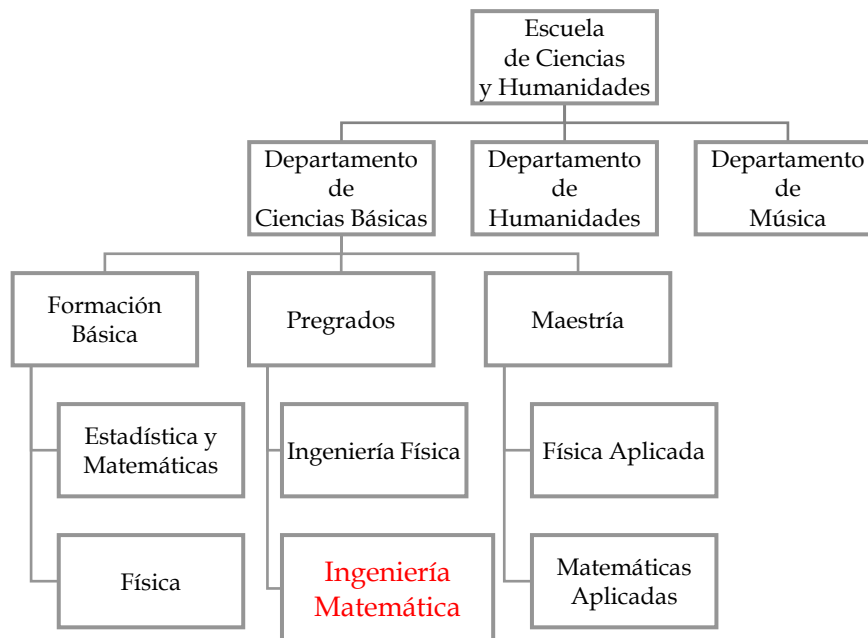 Escuela
de Ciencias
y Humanidades
Departamento
de
Ciencias Básicas
Departamento
de
Humanidades
Departamento
de
Música
Formación
Básica
Pregrados
Maestría
Estadística y
Matemáticas
Ingeniería Física
Física Aplicada
Física
Ingeniería
Matemática
Matemáticas
Aplicadas